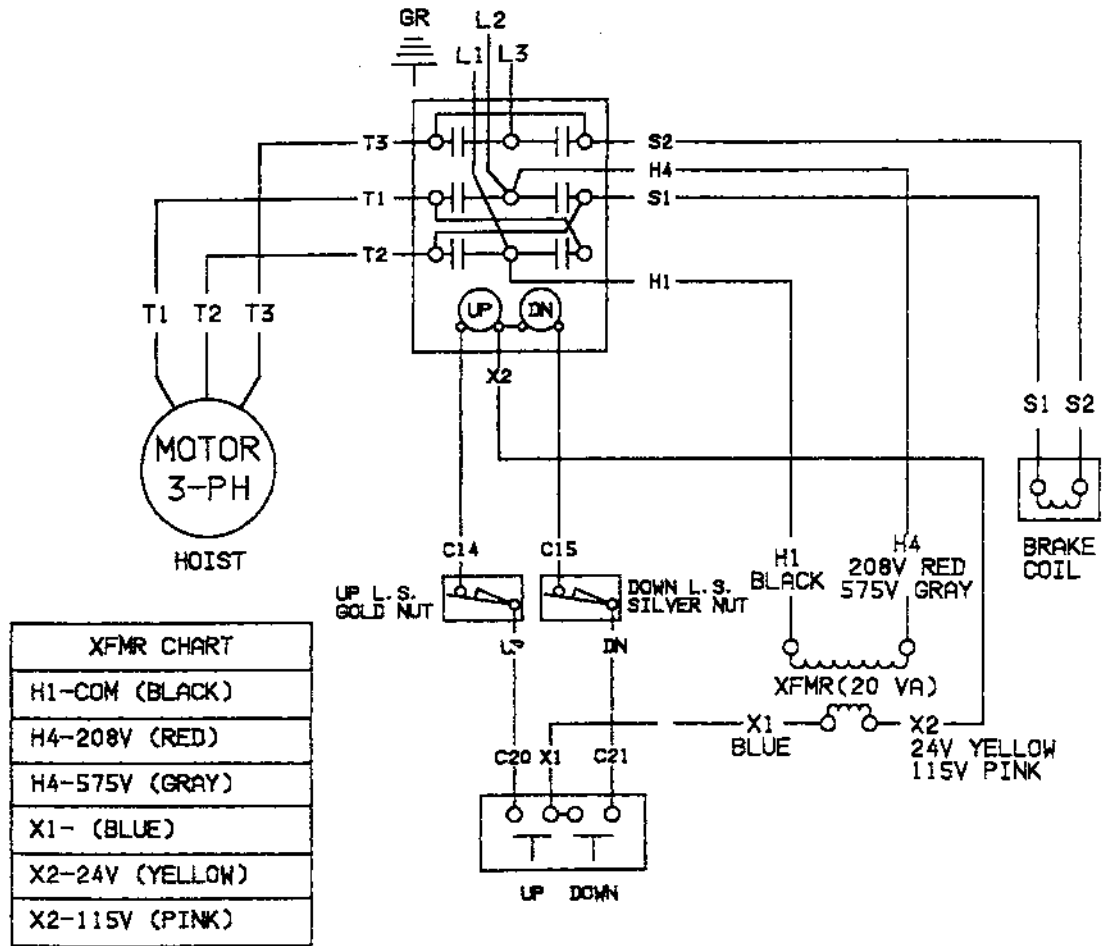 GR
L2
L1 L3
T3
S2
H4
T1
S1
T2
H1
UP
DN
T1 T2 T3
X2
S1 S2
MOTOR
3-PH
HOIST
BRAKE
COIL
C14
C15
H1
BLACK
H4
208V RED
575V GRAY
UP L.S.
GOLD NUT
DOWN L.S.
SILVER NUT
UP
DN
XFMR(20 VA)
X1
BLUE
X2
24V YELLOW
115V PINK
C20 X1 C21
UP DOWN
XFMR CHART
H1-COM (BLACK)
H4-208V (RED)
H4-575V (GRAY)
X1- (BLUE)
X2-24V (YELLOW)
X2-115V (PINK)